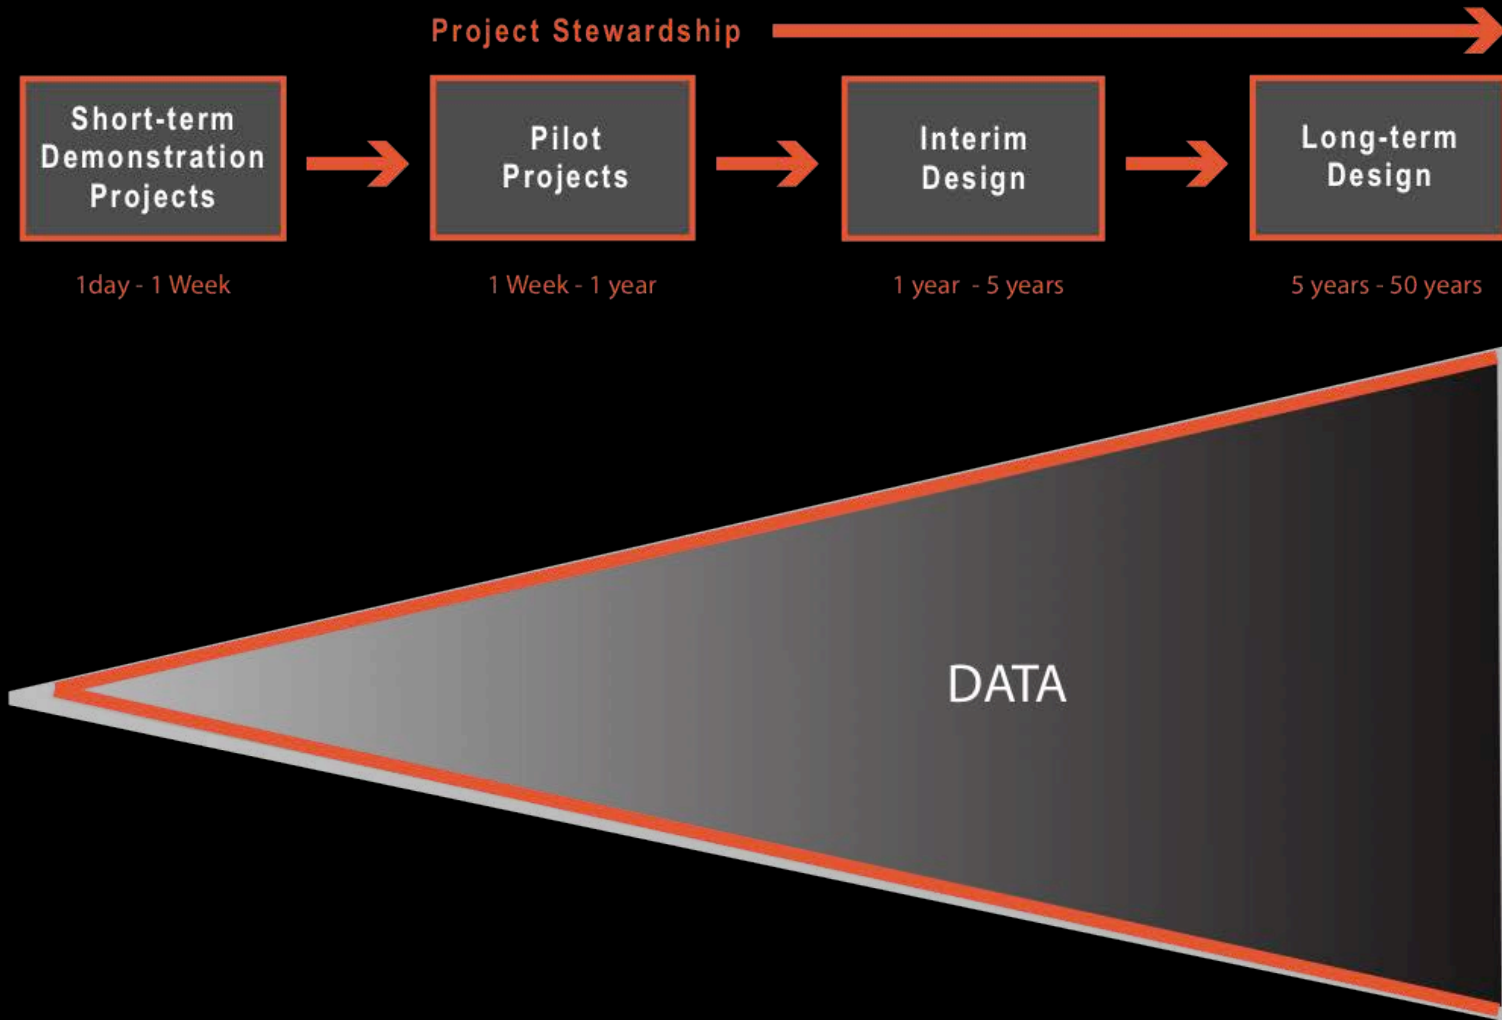 Project Stewardship
Short-term
Demonstration
Projects
Pilot
Projects
Interim
Design
Long-term
Design
1day - 1 Week
1 Week - 1 year
1 year - 5 years
5 years - 50 years
DATA